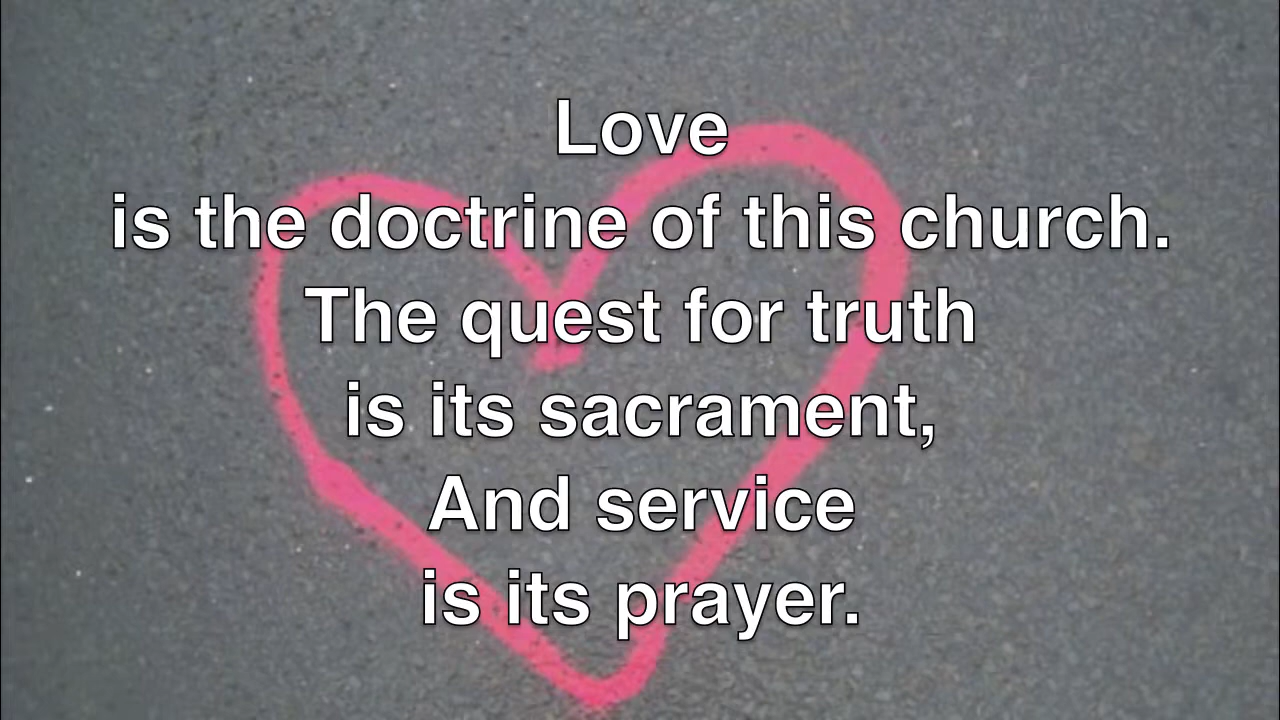 Love
is the doctrine of this church.
The quest for truth
is its sacrament,
And service
is its prayer.